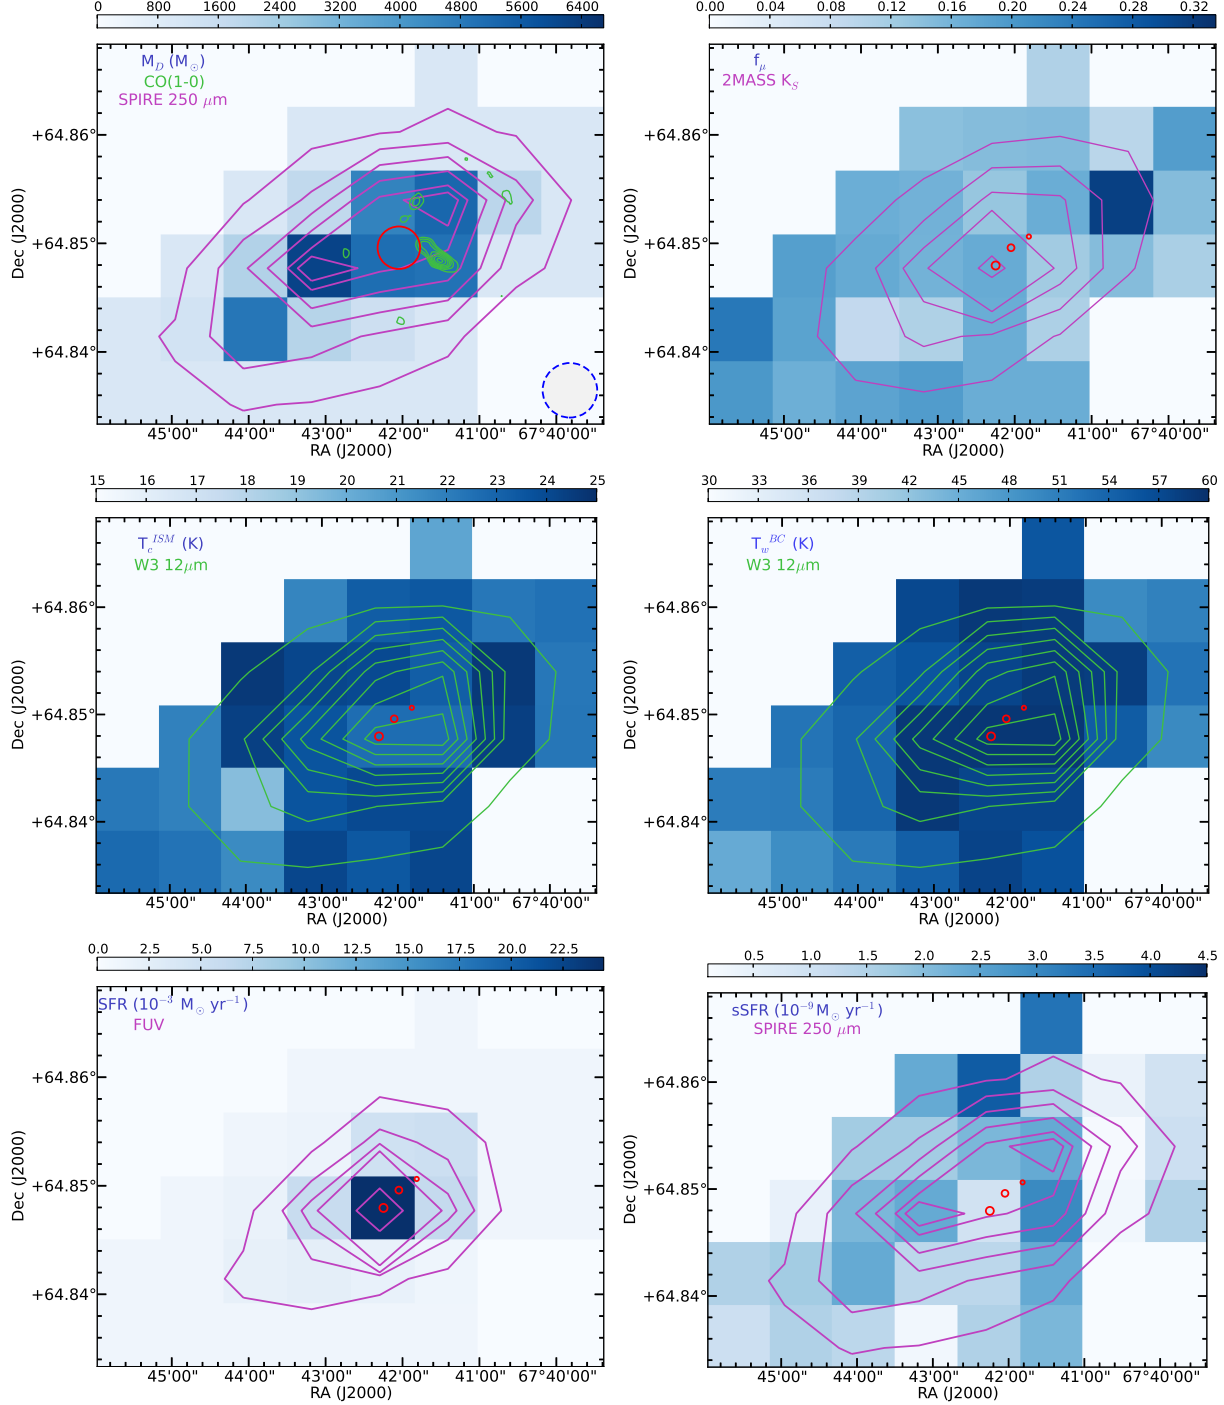 0 800 1600 2400 3200 4000 4800 5600 6400
M_D (M_⊙)
CO(1-0)
SPIRE 250 μm
+64.86°
+64.85°
+64.84°
Dec (J2000)
45'00" 44'00" 43'00" 42'00" 41'00" 67°40'00"
RA (J2000)
0.00 0.04 0.08 0.12 0.16 0.20 0.24 0.28 0.32
f_μ
2MASS K_S
+64.86°
+64.85°
+64.84°
Dec (J2000)
45'00" 44'00" 43'00" 42'00" 41'00" 67°40'00"
RA (J2000)
15 16 17 18 19 20 21 22 23 24 25
T_c^ISM (K)
W3 12μm
+64.86°
+64.85°
+64.84°
Dec (J2000)
45'00" 44'00" 43'00" 42'00" 41'00" 67°40'00"
RA (J2000)
30 33 36 39 42 45 48 51 54 57 60
T_w^BC (K)
W3 12μm
+64.86°
+64.85°
+64.84°
Dec (J2000)
45'00" 44'00" 43'00" 42'00" 41'00" 67°40'00"
RA (J2000)
0.0 2.5 5.0 7.5 10.0 12.5 15.0 17.5 20.0 22.5
SFR (10⁻³ M_⊙ yr⁻¹)
FUV
+64.86°
+64.85°
+64.84°
Dec (J2000)
45'00" 44'00" 43'00" 42'00" 41'00" 67°40'00"
RA (J2000)
0.5 1.0 1.5 2.0 2.5 3.0 3.5 4.0 4.5
sSFR (10⁻⁹M_⊙ yr⁻¹)
SPIRE 250 μm
+64.86°
+64.85°
+64.84°
Dec (J2000)
45'00" 44'00" 43'00" 42'00" 41'00" 67°40'00"
RA (J2000)